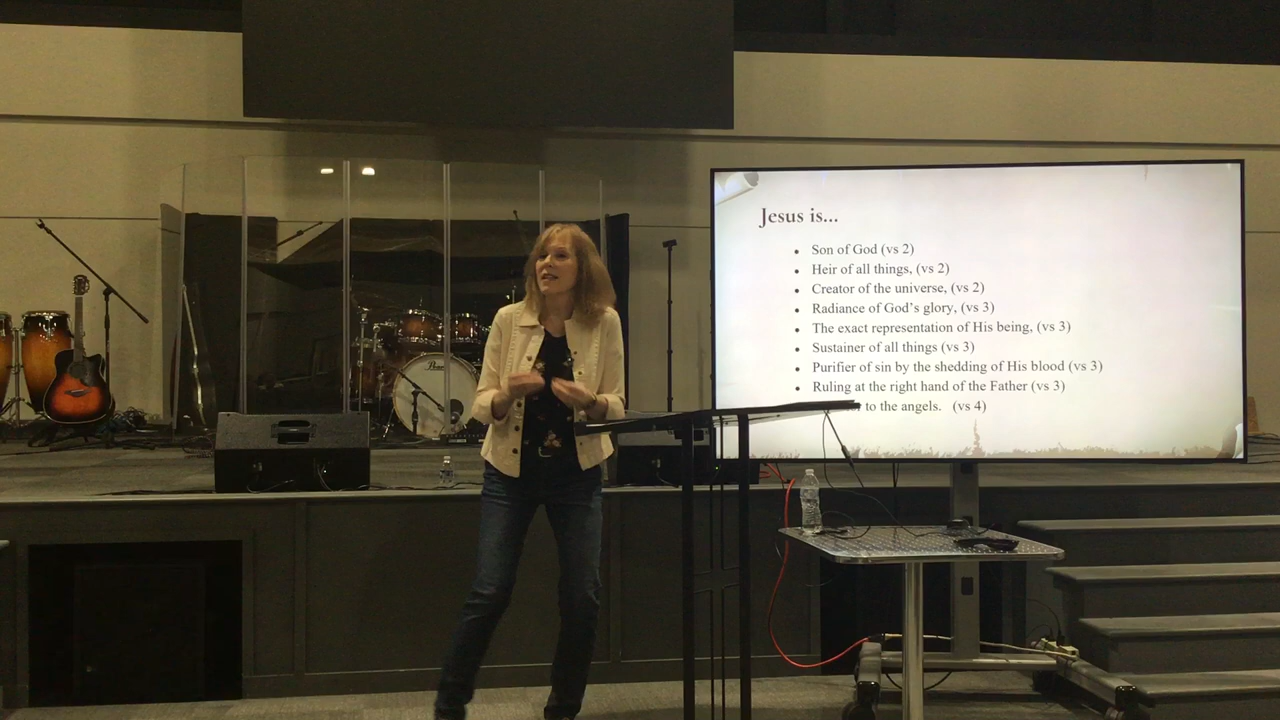 Jesus is...
• Son of God (vs 2)
• Heir of all things, (vs 2)
• Creator of the universe, (vs 2)
• Radiance of God's glory, (vs 3)
• The exact representation of His being, (vs 3)
• Sustainer of all things (vs 3)
• Purifier of sin by the shedding of His blood (vs 3)
• Ruling at the right hand of the Father (vs 3)
to the angels. (vs 4)